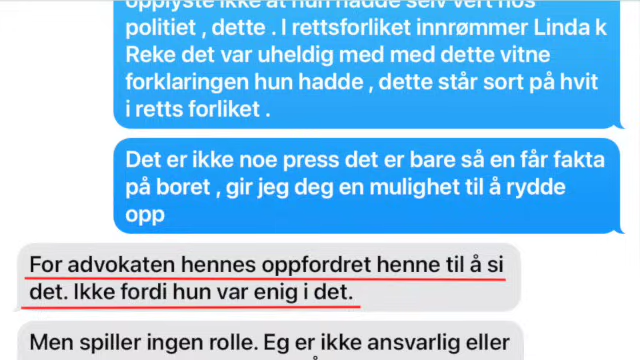 opplyste ikke at hun hadde selv vert hos
politiet , dette . I rettsforliket innrømmer Linda k
Reke det var uheldig med med dette vitne
forklaringen hun hadde , dette står sort på hvit
i retts forliket .
Det er ikke noe press det er bare så en får fakta
på boret , gir jeg deg en mulighet til å rydde
opp
For advokaten hennes oppfordret henne til å si
det. Ikke fordi hun var enig i det.
Men spiller ingen rolle. Eg er ikke ansvarlig eller